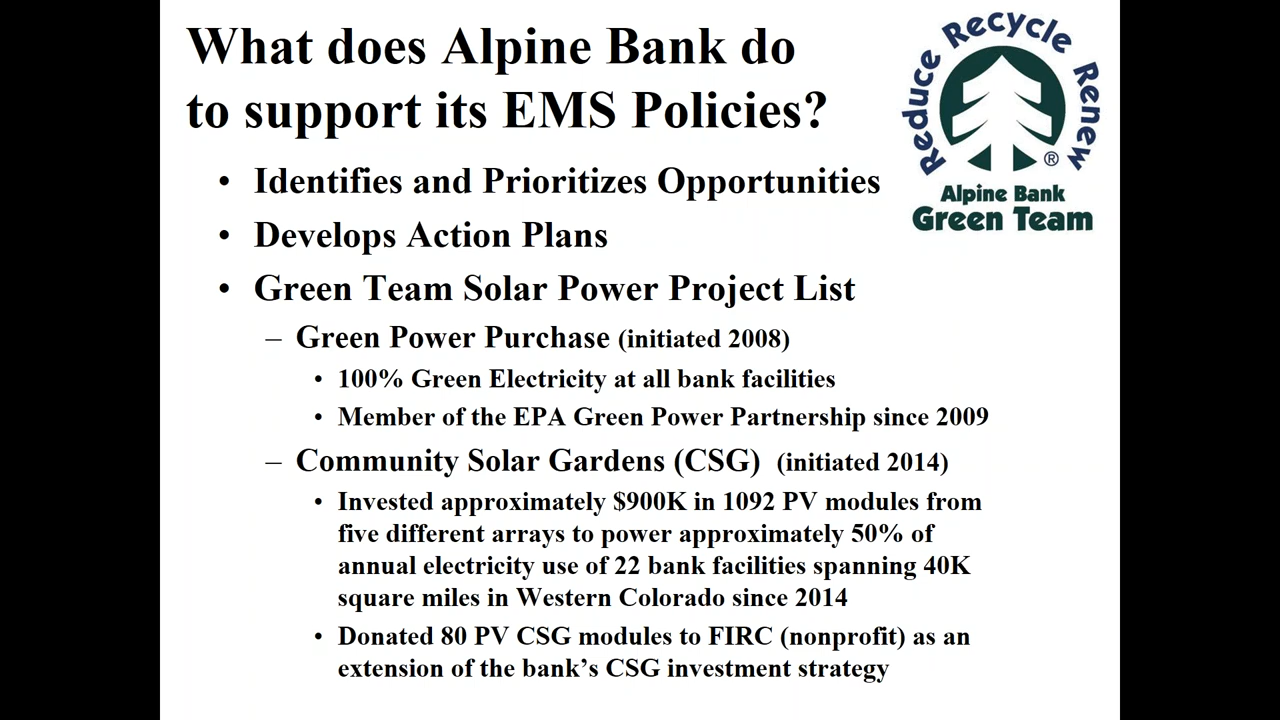 What does Alpine Bank do
to support its EMS Policies?
Reduce Recycle Renew
®
Alpine Bank
Green Team
• Identifies and Prioritizes Opportunities
• Develops Action Plans
• Green Team Solar Power Project List
– Green Power Purchase (initiated 2008)
• 100% Green Electricity at all bank facilities
• Member of the EPA Green Power Partnership since 2009
– Community Solar Gardens (CSG) (initiated 2014)
• Invested approximately $900K in 1092 PV modules from
five different arrays to power approximately 50% of
annual electricity use of 22 bank facilities spanning 40K
square miles in Western Colorado since 2014
• Donated 80 PV CSG modules to FIRC (nonprofit) as an
extension of the bank’s CSG investment strategy